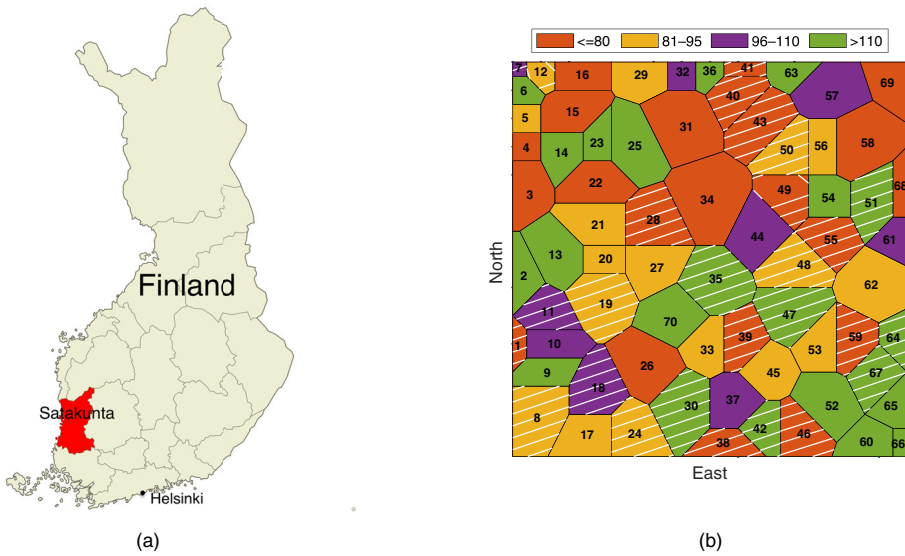 Finland
Satakunta
Helsinki
(a)
<=80 81–95 96–110 >110
7 12 16 29 32 36 41 63 69
6 40 57
5 15 31 43
4 14 23 25 50 56 58
3 22 28 34 49 54 51 68
21 44 55 61
2 13 20 27 35 48 62
11 19 70 47
1 10 26 33 39 53 59 64
9 18 45 67
8 30 37 52 65
17 24 38 42 46 60 66
North
East
(b)